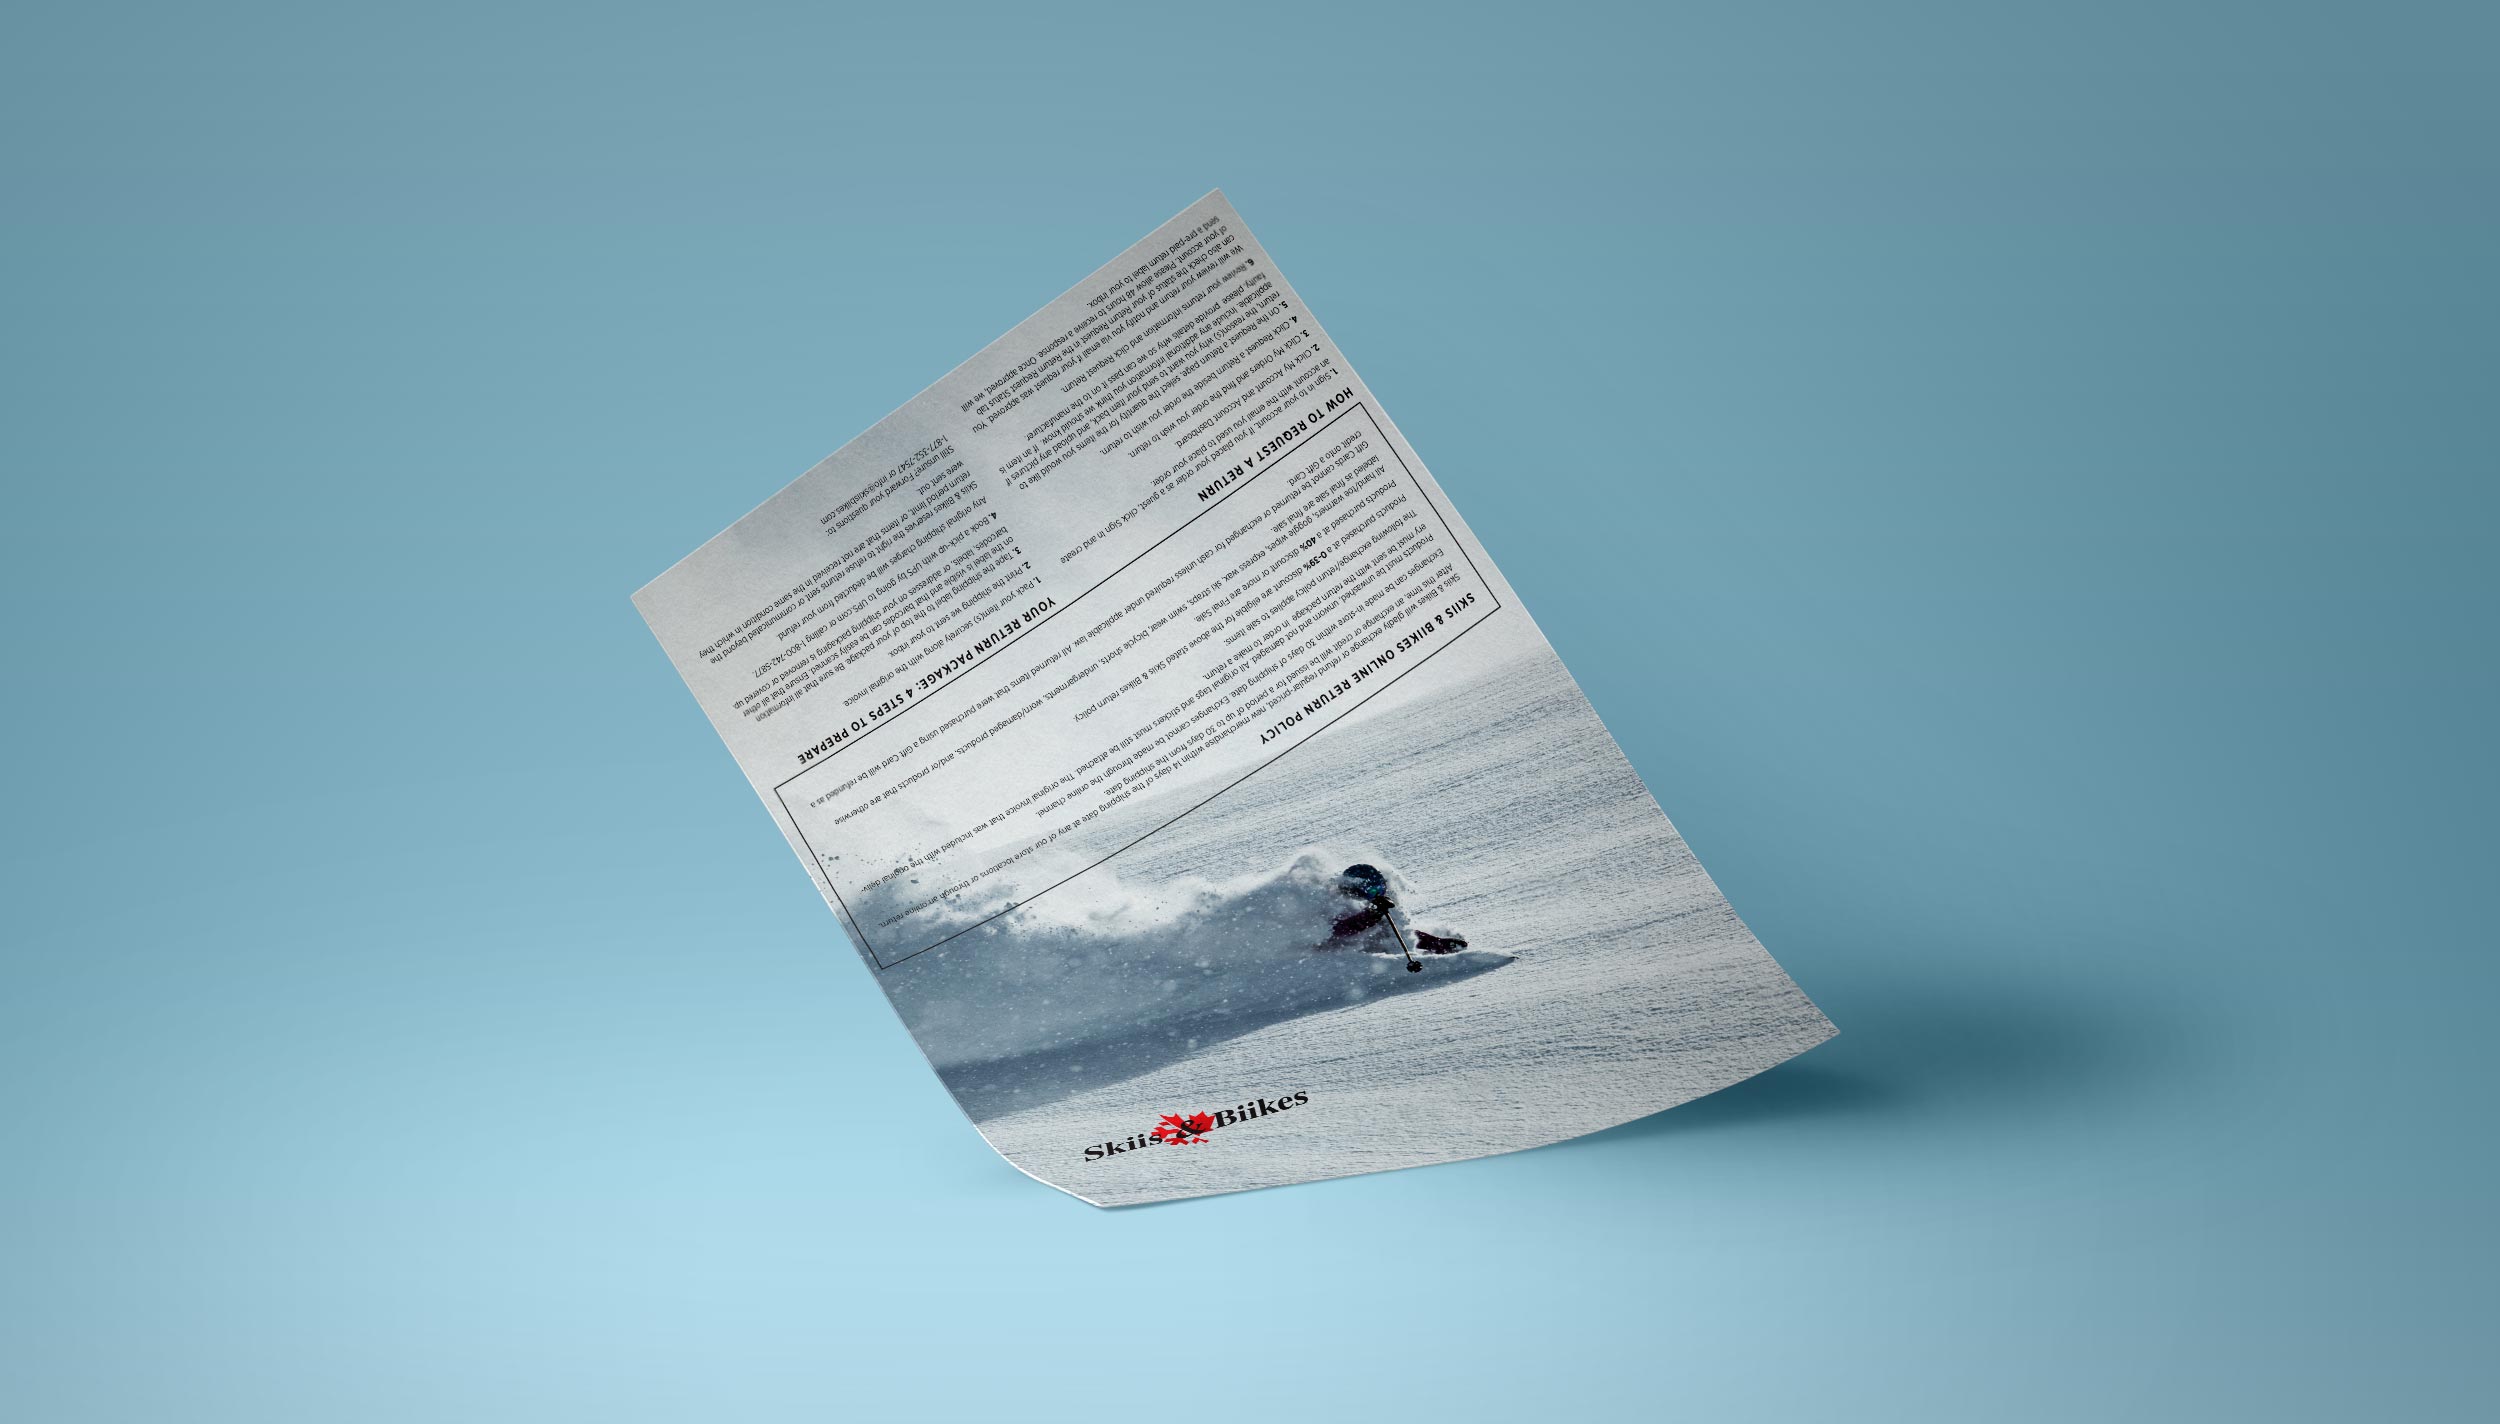 SKIIS & BIIKES ONLINE RETURN POLICY
Skiis & Biikes will gladly exchange or refund regular-priced, new merchandise within 14 days of the shipping date at any of our store locations or through an online return.
After this time an exchange or credit will be issued for a period of up to 30 days from the shipping date.
Exchanges can be made in-store within 30 days of shipping date. Exchanges cannot be made through the online channel.
Products must be unwashed, unworn and not damaged. All original tags and stickers must still be attached. The original invoice that was included with the original deliv-
ery must be sent with the return package in order to make a return.
The following exchange/return policy applies to sale items:
Products purchased at a 0-39% discount are eligible for the above stated Skiis & Biikes return policy.
Products purchased at a 40% discount or more are Final Sale.
All hand/toe warmers, goggle wipes, express wax, ski straps, swim wear, bicycle shorts, undergarments, worn/damaged products, and/or products that are otherwise
labeled as final sale are final sale.
Gift Cards cannot be returned or exchanged for cash unless required under applicable law. All returned items that were purchased using a Gift Card will be refunded as a
credit onto a Gift Card.
HOW TO REQUEST A RETURN
1. Sign in to your account. If you placed your order as a guest, click Sign in and create
an account with the email you used to place your order.
2. Click My Account and Account Dashboard.
3. Click My Orders and find the order you wish to return.
4. Click Request a Return beside the order you wish to return.
5. On the Request a Return page, select the quantity for the items you would like to
return, the reason(s) why you want to send your item back, and upload any pictures if
applicable. Include any additional information you think we should know. If an item is
faulty, please provide details why so we can pass it on to the manufacturer.
6. Review your returns information and click Request Return.
We will review your return and notify you via email if your request was approved. You
can also check the status of your Return Request in the Return Request Status tab
of your account. Please allow 48 hours to receive a response. Once approved, we will
send a pre-paid return label to your inbox.
YOUR RETURN PACKAGE: 4 STEPS TO PREPARE
1. Pack your item(s) securely along with the original invoice.
2. Print the shipping label we sent to your inbox.
3. Tape the shipping label to the top of your package. Be sure that all information
on the label is visible and that barcodes can be easily scanned. Ensure that all other
barcodes, labels, or addresses on your shipping packaging is removed or covered up.
4. Book a pick-up with UPS by going to UPS.com or calling 1-800-742-5877.
Any original shipping charges will be deducted from your refund.
Skiis & Biikes reserves the right to refuse returns sent or communicated beyond the
return period limit, or, if items that are not received in the same condition in which they
were sent out.
Still unsure? Forward your questions to:
1-877-352-7547 or info@skiisbiikes.com
Skiis & Biikes